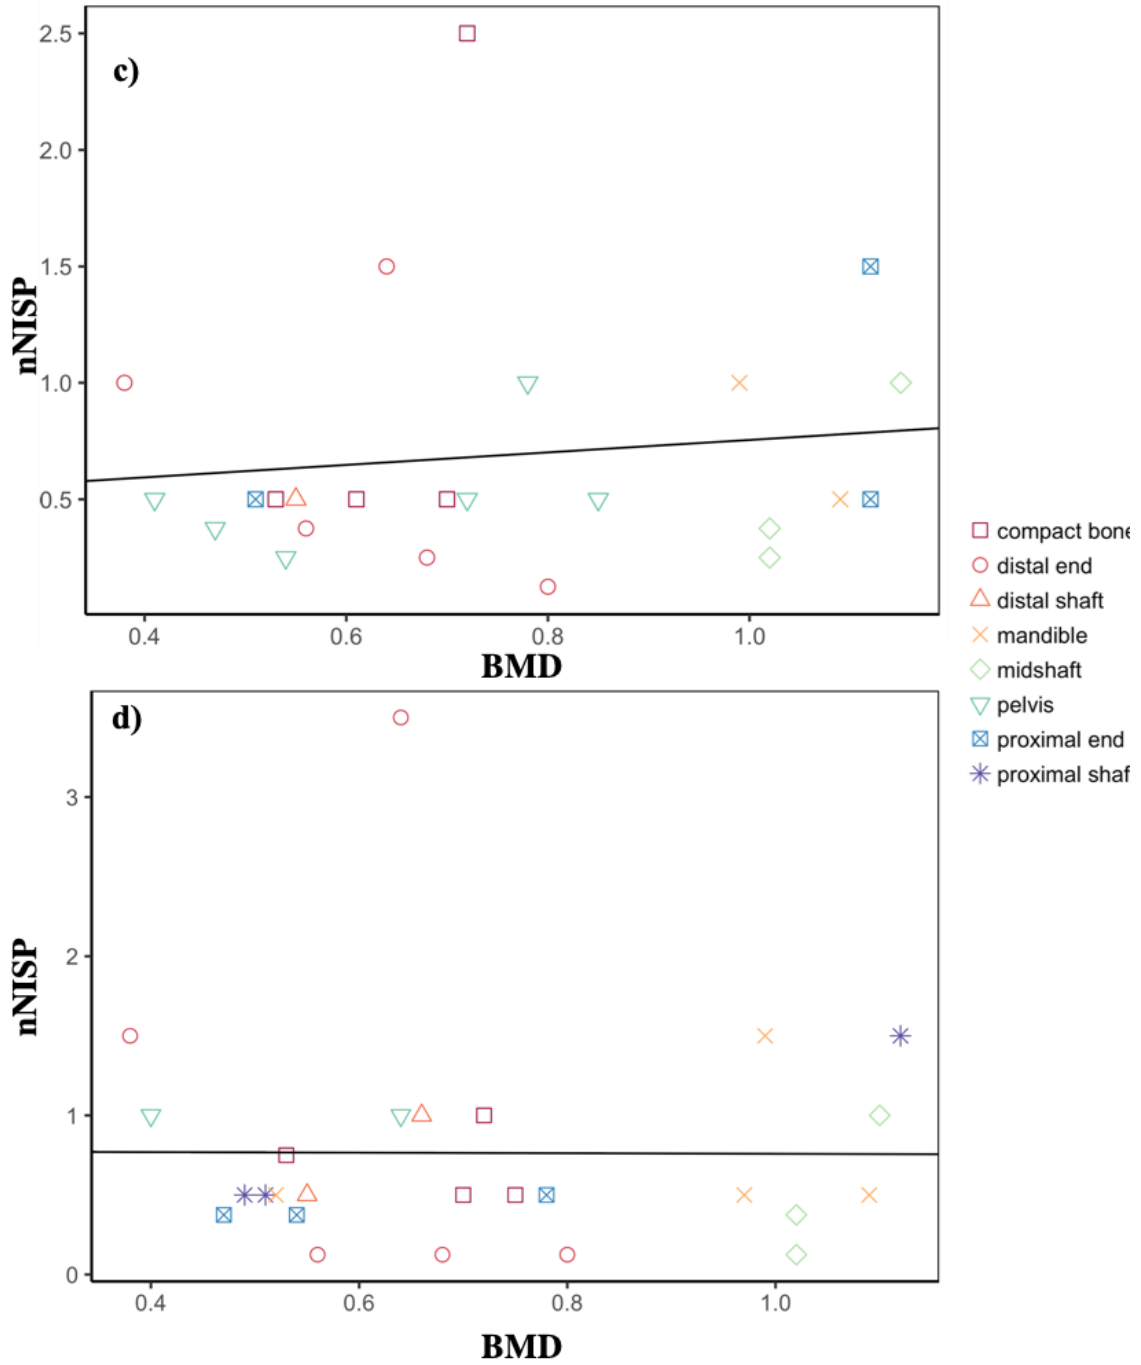 c)
nNISP
2.5
2.0
1.5
1.0
0.5
0.4 0.6 0.8 1.0
BMD
compact bone
distal end
distal shaft
mandible
midshaft
pelvis
proximal end
proximal shaf
d)
nNISP
3
2
1
0
0.4 0.6 0.8 1.0
BMD